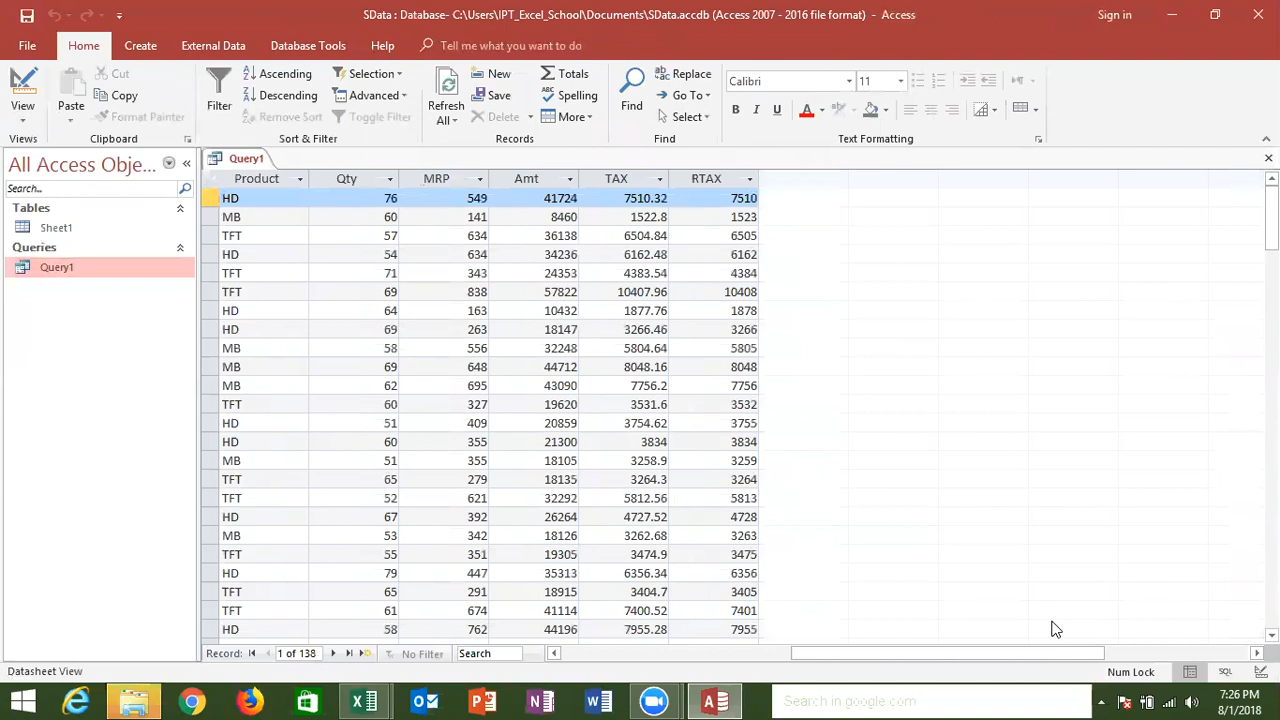 SData : Database- C:\Users\IPT_Excel_School\Documents\SData.accdb (Access 2007 - 2016 file format) - Access
Sign in
File Home Create External Data Database Tools Help Tell me what you want to do
View Paste Cut Copy Format Painter
Filter Ascending Descending Remove Sort Selection Advanced Toggle Filter
Refresh All New Save Delete Totals Spelling More
Find Replace Go To Select
Calibri 11
B I U A
Views Clipboard Sort & Filter Records Find Text Formatting
All Access Obje...
Search...
Tables
Sheet1
Queries
Query1
Query1
Product Qty MRP Amt TAX RTAX
HD 76 549 41724 7510.32 7510
MB 60 141 8460 1522.8 1523
TFT 57 634 36138 6504.84 6505
HD 54 634 34236 6162.48 6162
TFT 71 343 24353 4383.54 4384
TFT 69 838 57822 10407.96 10408
HD 64 163 10432 1877.76 1878
HD 69 263 18147 3266.46 3266
MB 58 556 32248 5804.64 5805
MB 69 648 44712 8048.16 8048
MB 62 695 43090 7756.2 7756
TFT 60 327 19620 3531.6 3532
HD 51 409 20859 3754.62 3755
HD 60 355 21300 3834 3834
MB 51 355 18105 3258.9 3259
TFT 65 279 18135 3264.3 3264
TFT 52 621 32292 5812.56 5813
HD 67 392 26264 4727.52 4728
MB 53 342 18126 3262.68 3263
TFT 55 351 19305 3474.9 3475
HD 79 447 35313 6356.34 6356
TFT 65 291 18915 3404.7 3405
TFT 61 674 41114 7400.52 7401
HD 58 762 44196 7955.28 7955
Record: 1 of 138 No Filter Search
Datasheet View
Num Lock SQL
Search in google.com
7:26 PM
8/1/2018